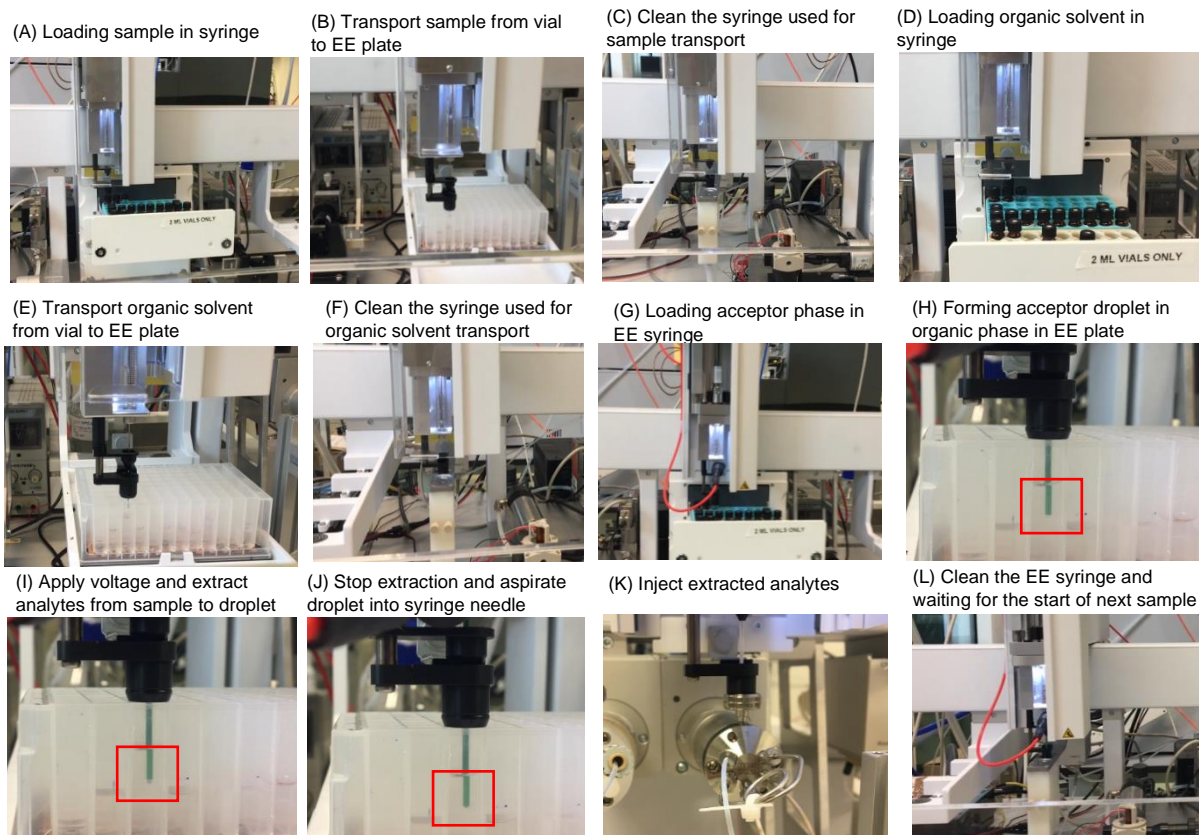 (A) Loading sample in syringe
(B) Transport sample from vial
to EE plate
(C) Clean the syringe used for
sample transport
(D) Loading organic solvent in
syringe
2 ML VIALS ONLY
2 ML VIALS ONLY
(E) Transport organic solvent
from vial to EE plate
(F) Clean the syringe used for
organic solvent transport
(G) Loading acceptor phase in
EE syringe
(H) Forming acceptor droplet in
organic phase in EE plate
2 ML VIALS ONLY
(I) Apply voltage and extract
analytes from sample to droplet
(J) Stop extraction and aspirate
droplet into syringe needle
(K) Inject extracted analytes
(L) Clean the EE syringe and
waiting for the start of next sample